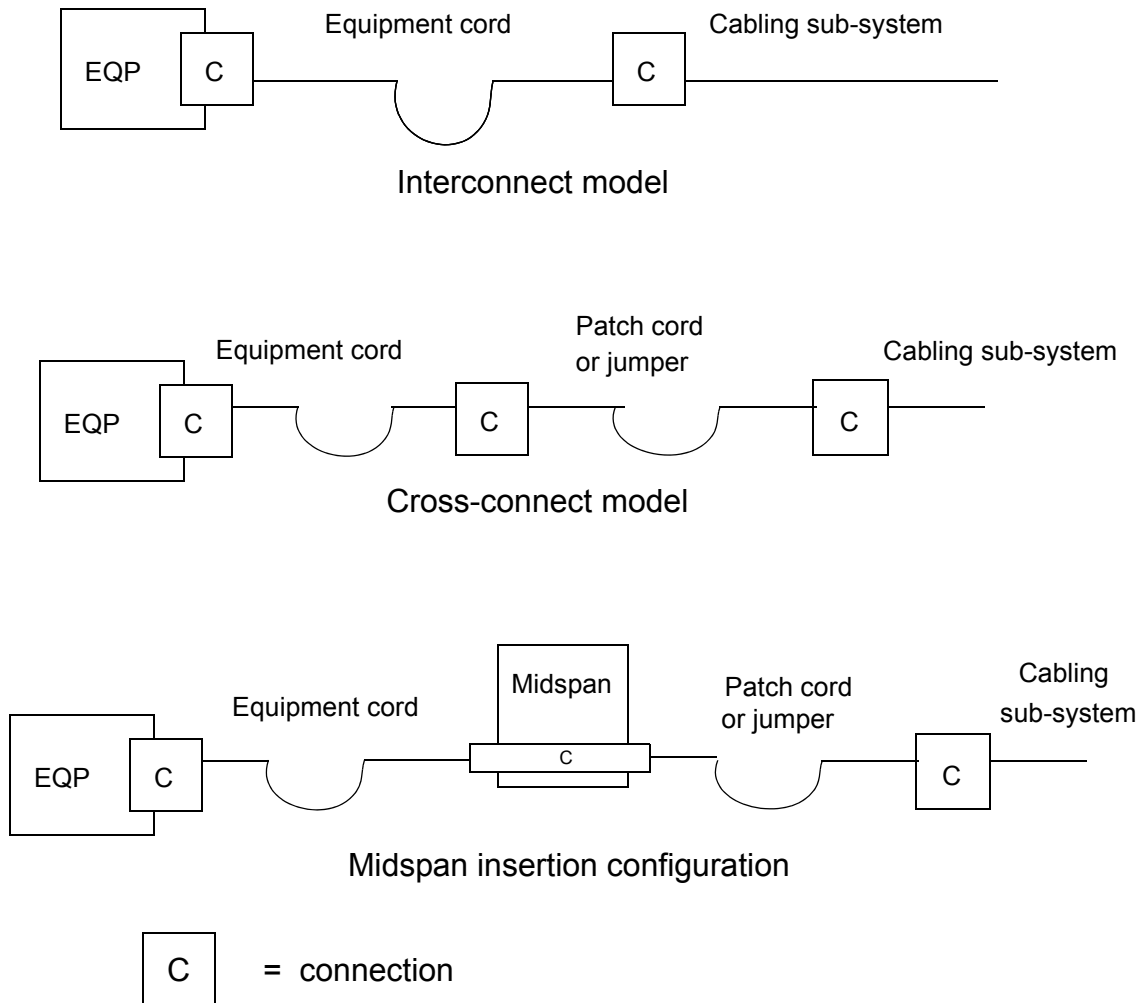 Equipment cord
Cabling sub-system
EQP
C
C
Interconnect model
Equipment cord
Patch cord
or jumper
Cabling sub-system
EQP
C
C
C
Cross-connect model
Equipment cord
Midspan
Patch cord
or jumper
Cabling
sub-system
EQP
C
C
C
Midspan insertion configuration
C = connection